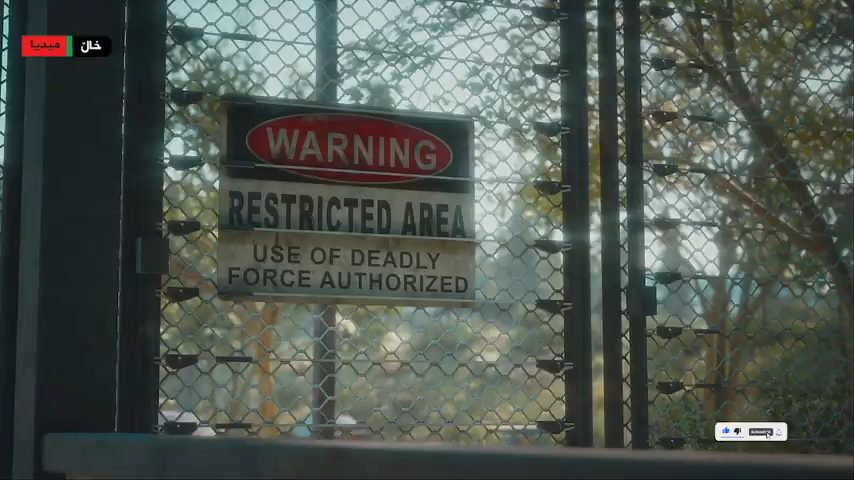 ميديا خالّ
WARNING
RESTRICTED AREA
USE OF DEADLY
FORCE AUTHORIZED